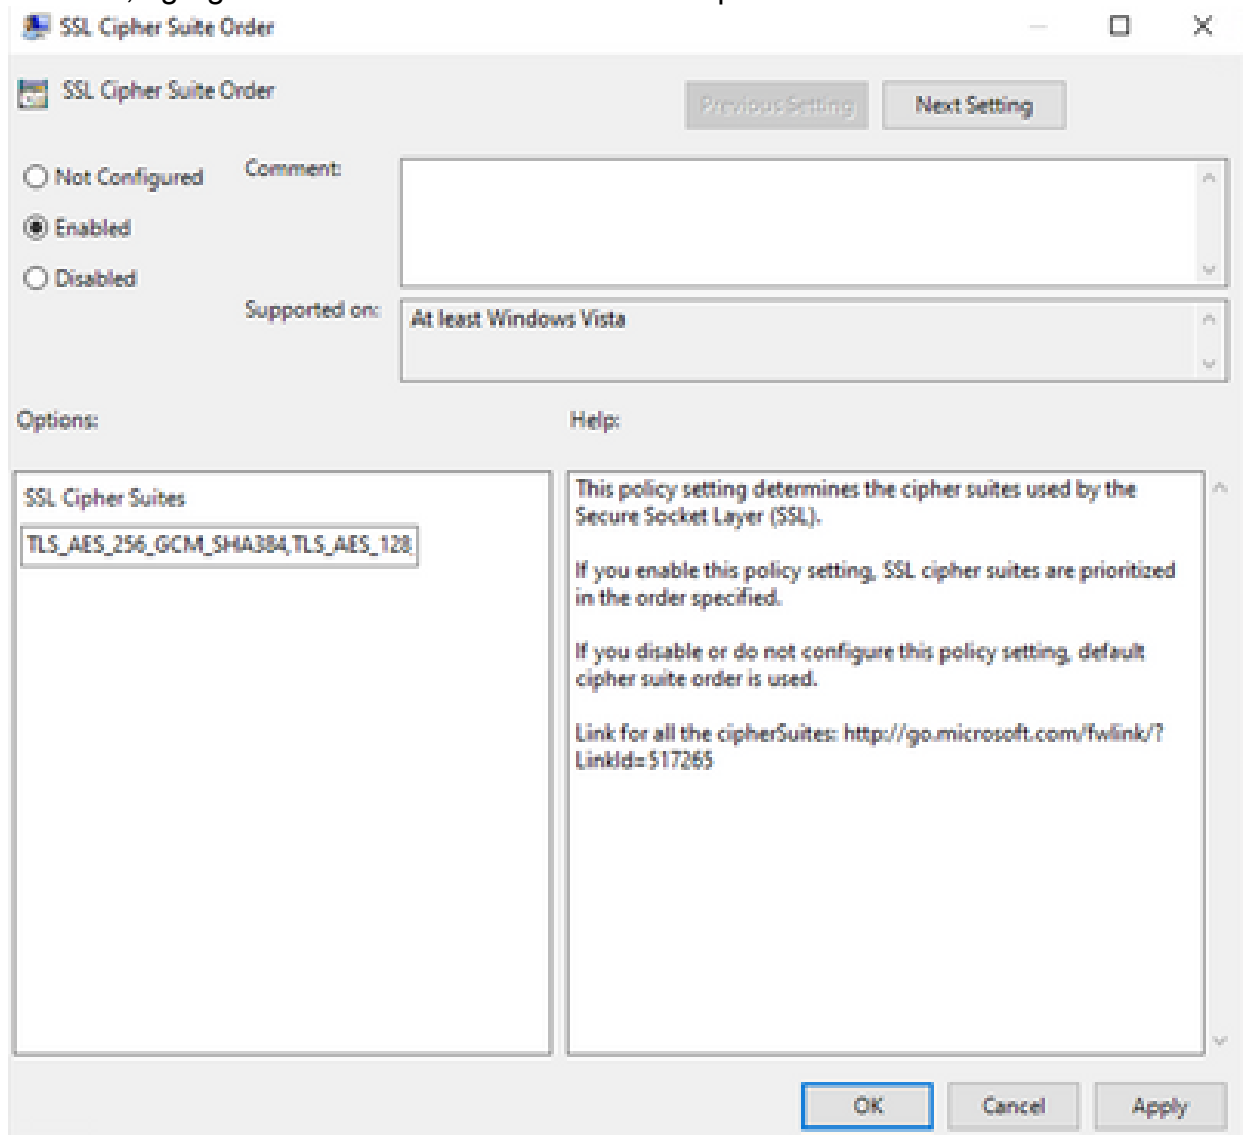 SSL Cipher Suite Order
SSL Cipher Suite Order
Previous Setting
Next Setting
Not Configured
Comment:
Enabled
Disabled
Supported on:
At least Windows Vista
Options:
Help:
SSL Cipher Suites
TLS_AES_256_GCM_SHA384,TLS_AES_128
This policy setting determines the cipher suites used by the
Secure Socket Layer (SSL).
If you enable this policy setting, SSL cipher suites are prioritized
in the order specified.
If you disable or do not configure this policy setting, default
cipher suite order is used.
Link for all the cipherSuites: http://go.microsoft.com/fwlink/?
LinkId=517265
OK
Cancel
Apply